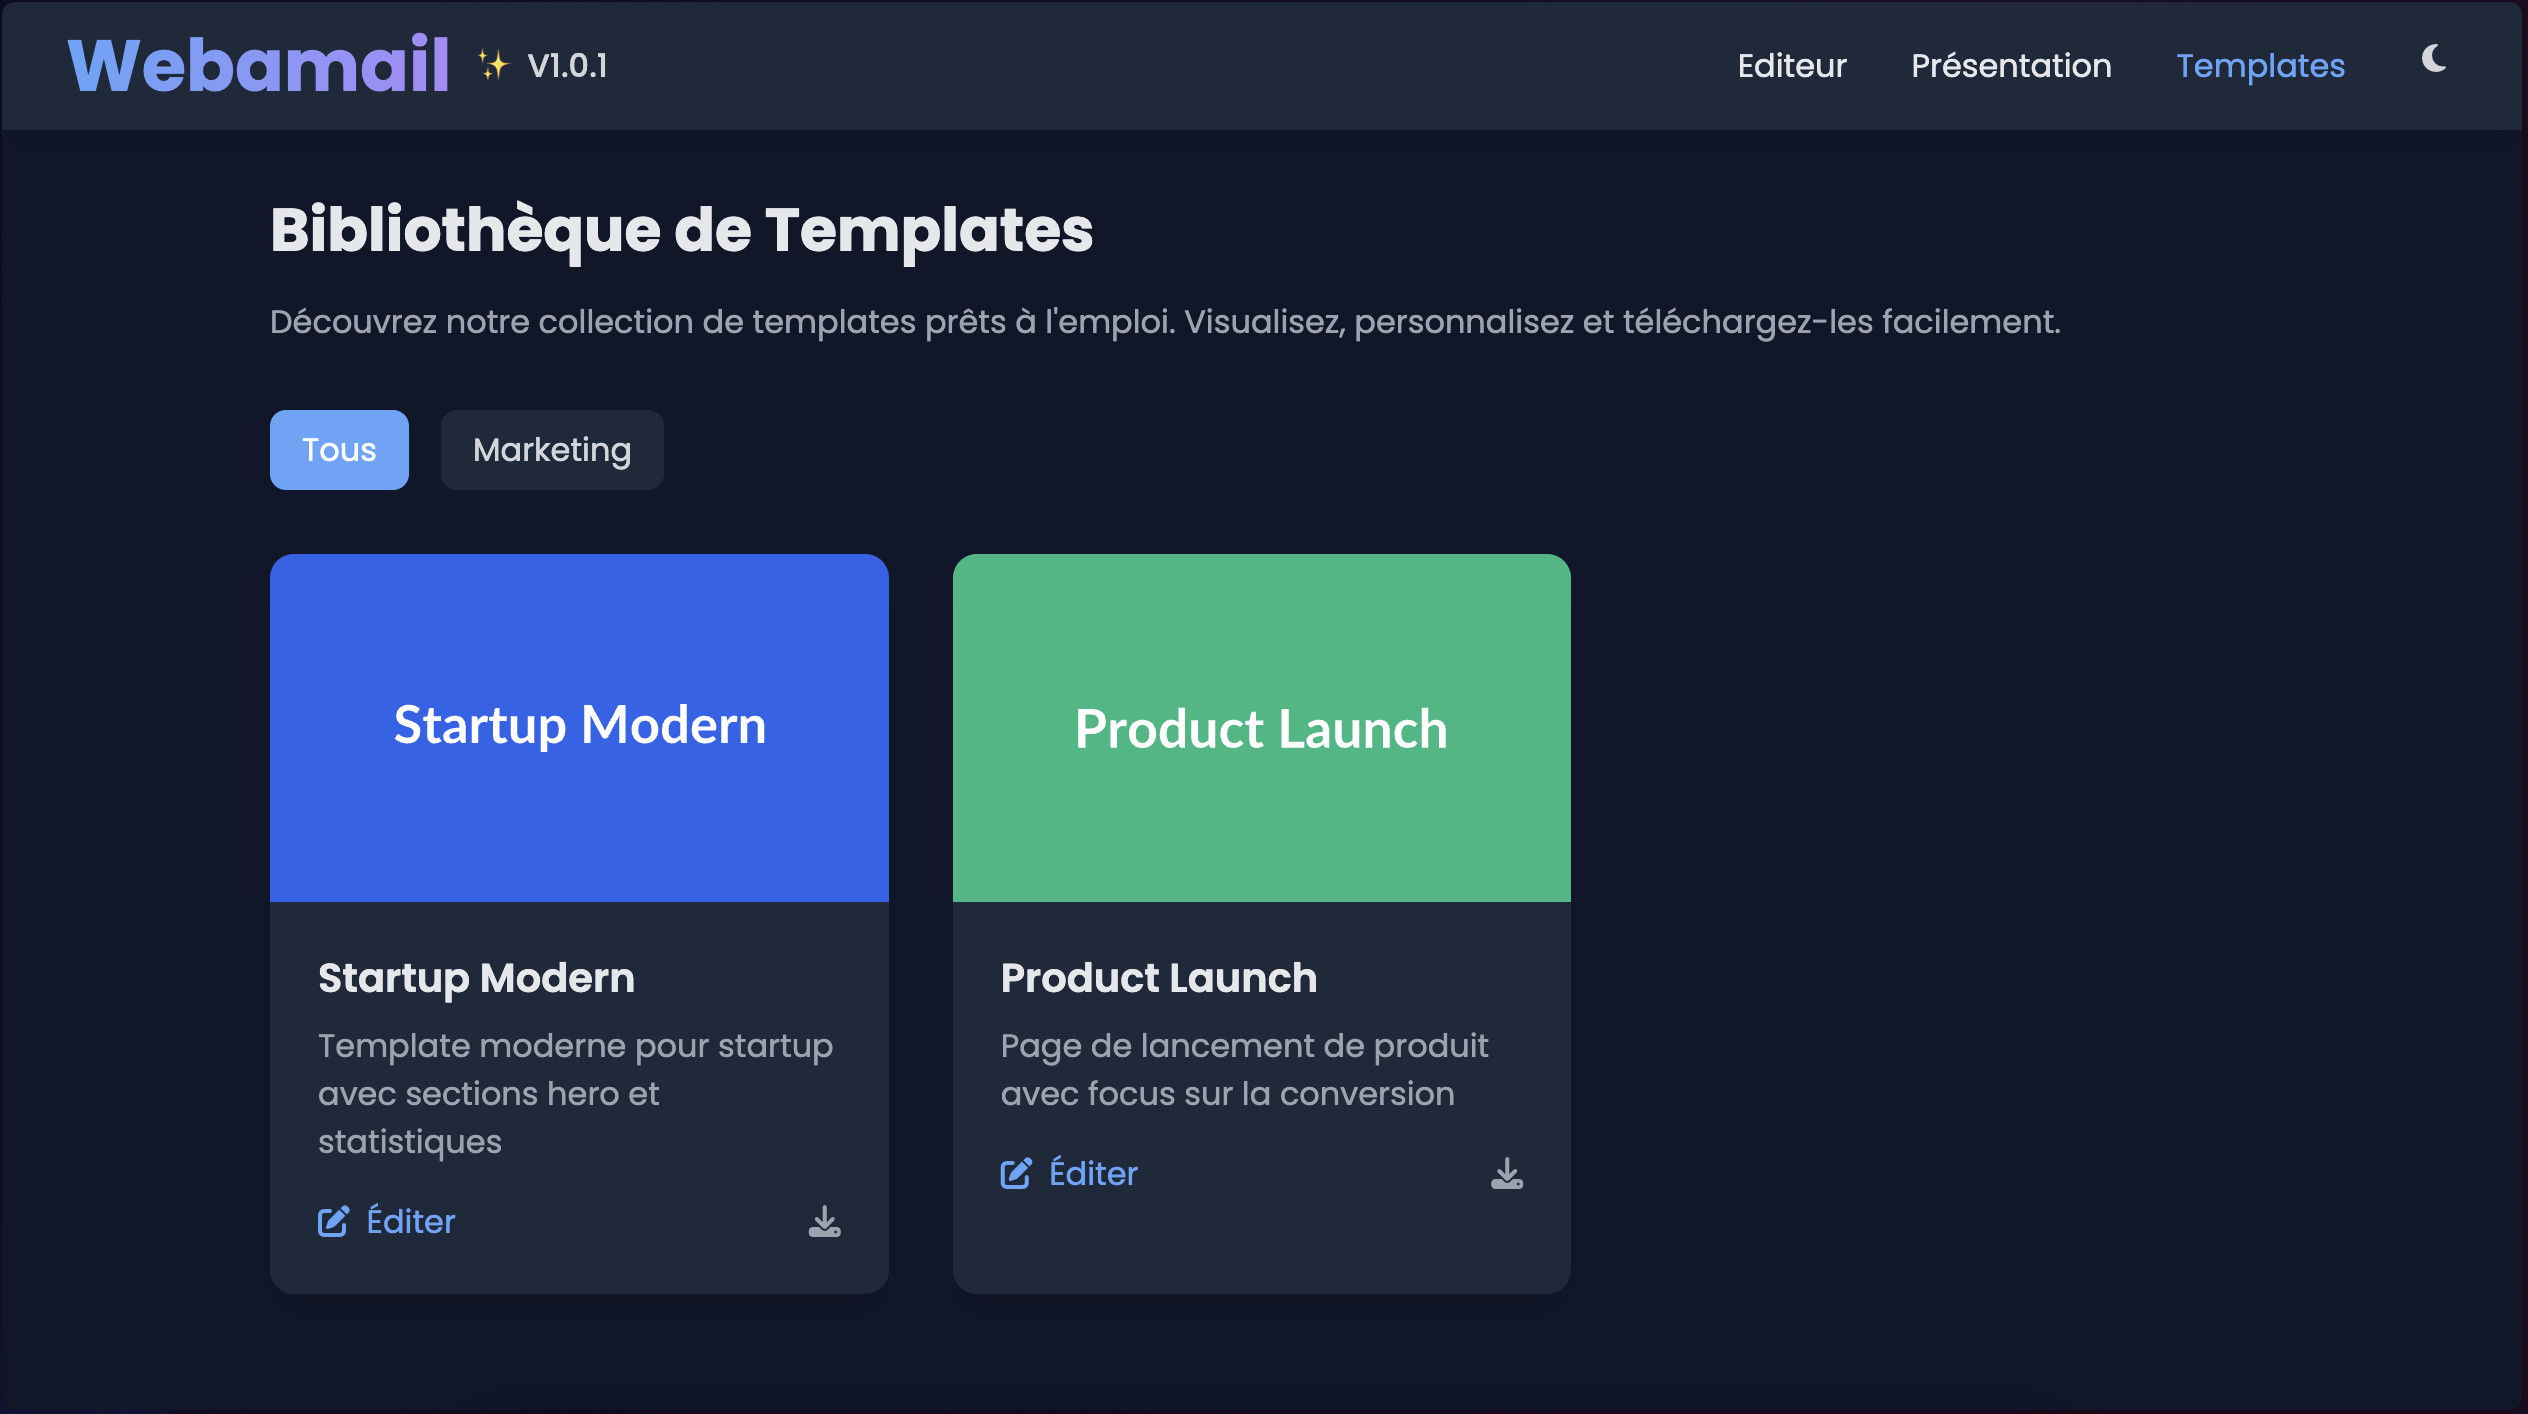 Webamail ✨ V1.0.1
Editeur
Présentation
Templates
Bibliothèque de Templates
Découvrez notre collection de templates prêts à l'emploi. Visualisez, personnalisez et téléchargez-les facilement.
Tous
Marketing
Startup Modern
Startup Modern
Template moderne pour startup
avec sections hero et
statistiques
Éditer
Product Launch
Product Launch
Page de lancement de produit
avec focus sur la conversion
Éditer